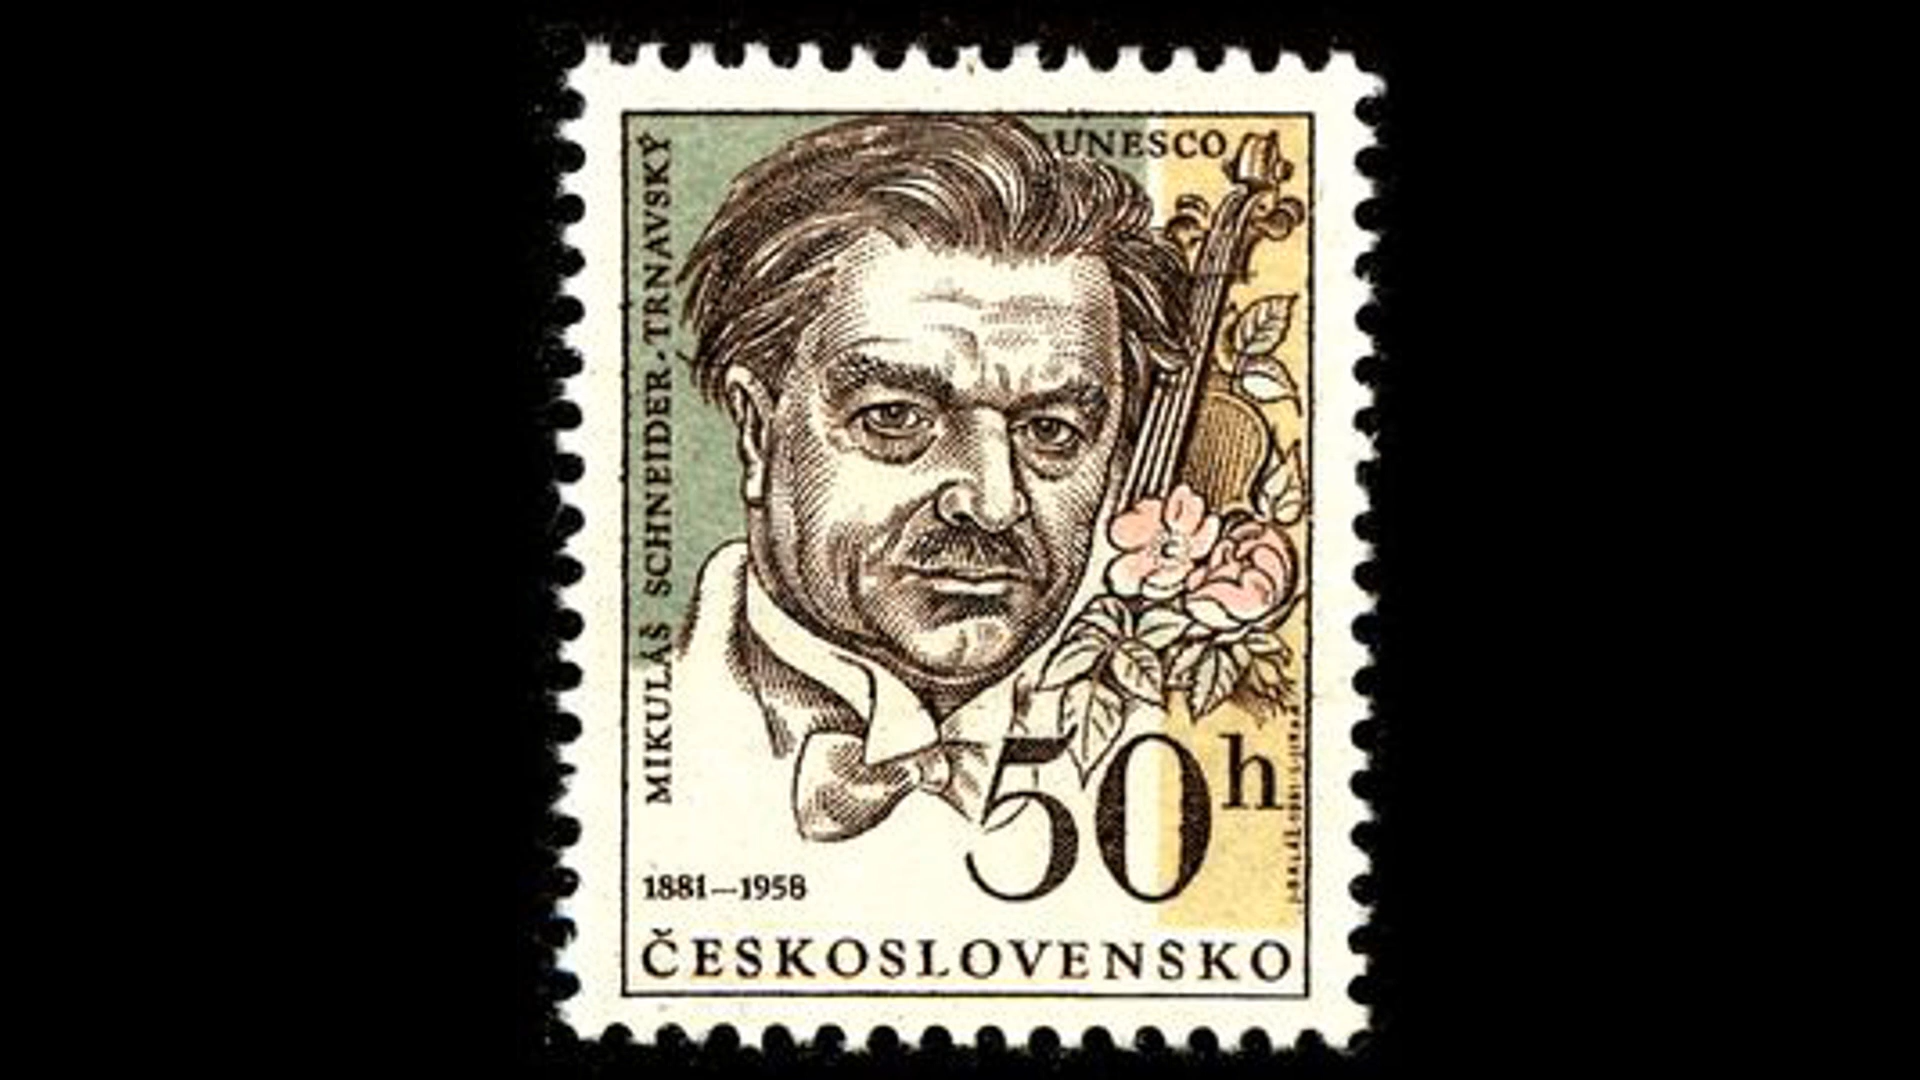 UNESCO
MIKULÁŠ SCHNEIDER-TRNAVSKÝ
50h
1881—1958
ČESKOSLOVENSKO